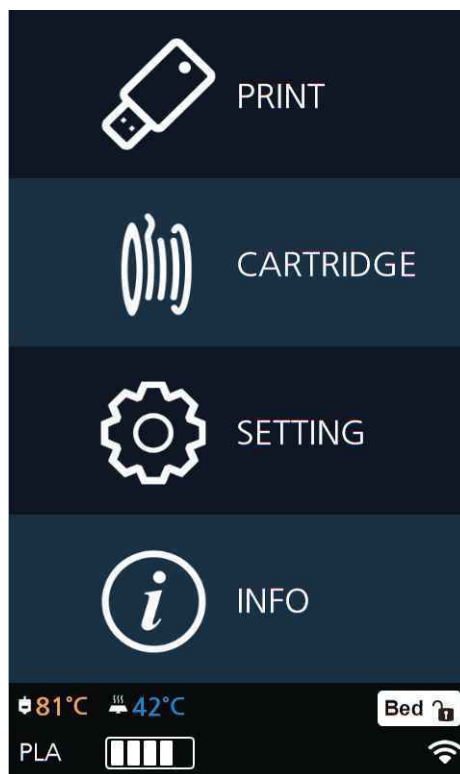 PRINT
CARTRIDGE
SETTING
INFO
81°C 42°C Bed
PLA